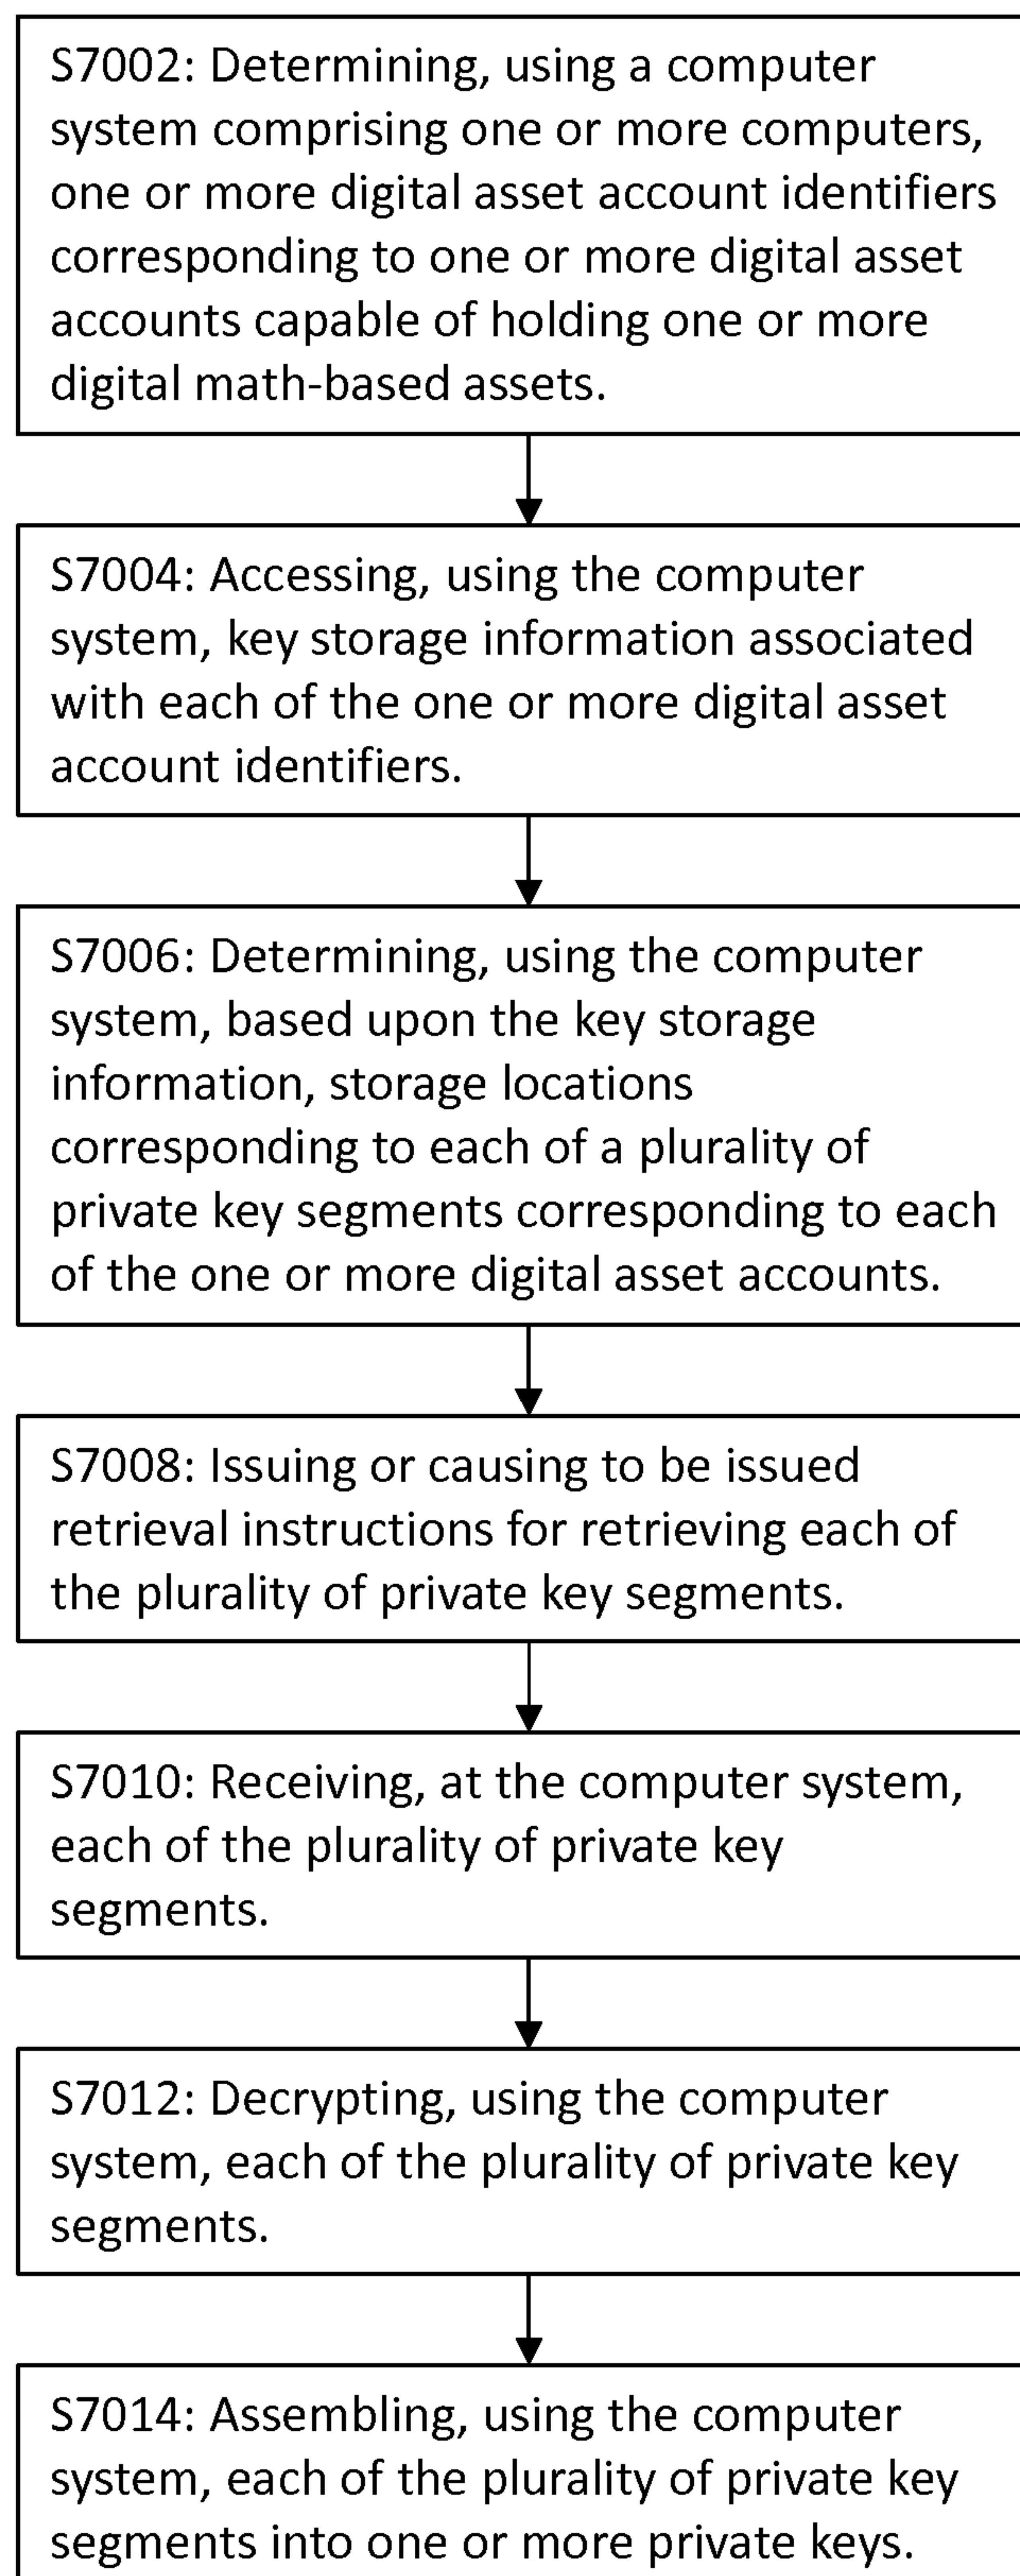 S7002: Determining, using a computer
system comprising one or more computers,
one or more digital asset account identifiers
corresponding to one or more digital asset
accounts capable of holding one or more
digital math-based assets.
S7004: Accessing, using the computer
system, key storage information associated
with each of the one or more digital asset
account identifiers.
S7006: Determining, using the computer
system, based upon the key storage
information, storage locations
corresponding to each of a plurality of
private key segments corresponding to each
of the one or more digital asset accounts.
S7008: Issuing or causing to be issued
retrieval instructions for retrieving each of
the plurality of private key segments.
S7010: Receiving, at the computer system,
each of the plurality of private key
segments.
S7012: Decrypting, using the computer
system, each of the plurality of private key
segments.
S7014: Assembling, using the computer
system, each of the plurality of private key
segments into one or more private keys.